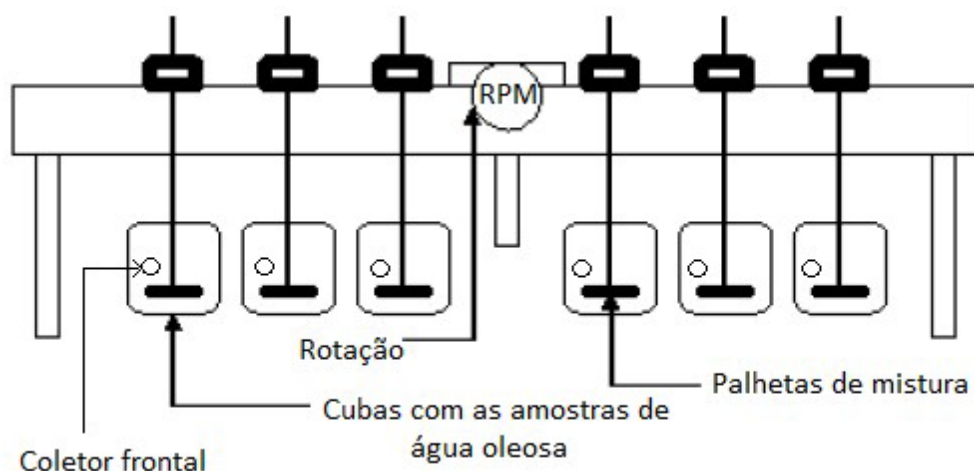 RPM
Rotação
Palhetas de mistura
Cubas com as amostras de
água oleosa
Coletor frontal